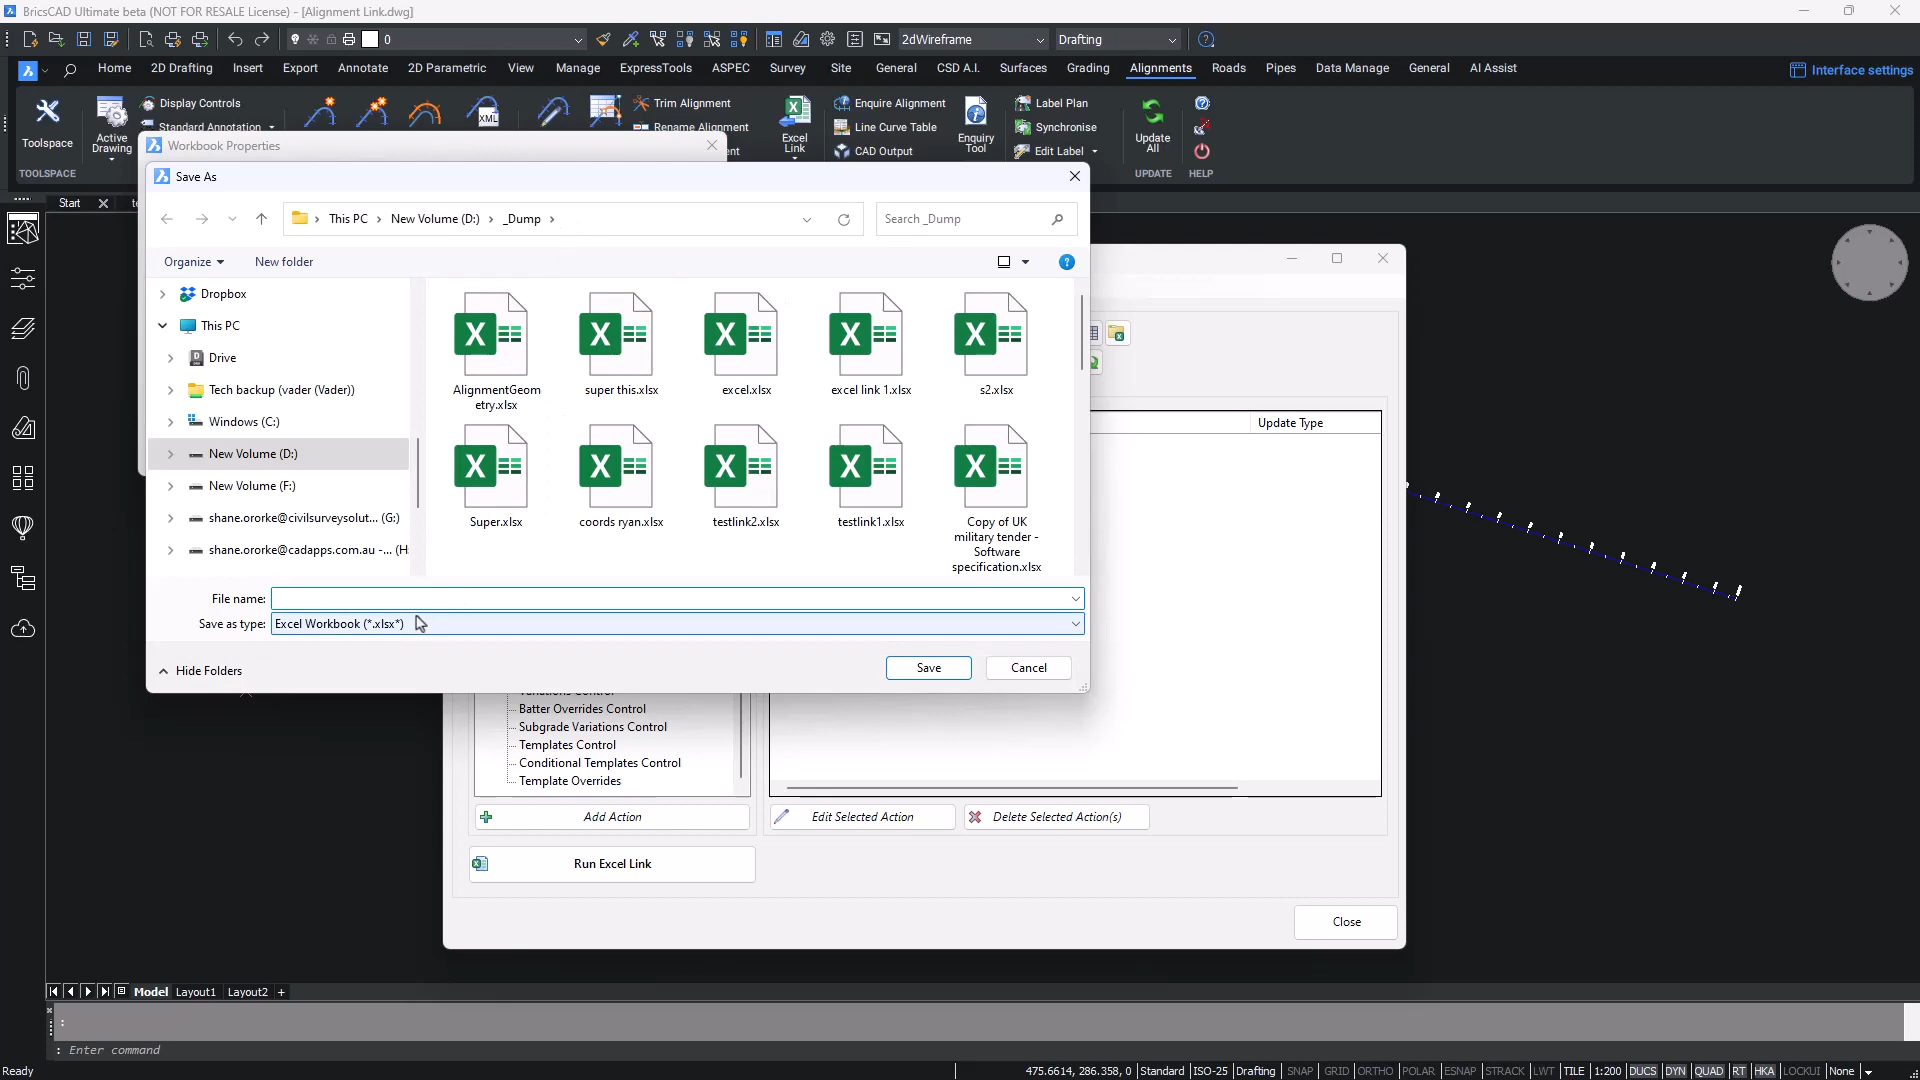 BricsCAD Ultimate beta (NOT FOR RESALE License) - [Alignment Link.dwg]
0
2dWireframe
Drafting
Home 2D Drafting Insert Export Annotate 2D Parametric View Manage ExpressTools ASPEC Survey Site General CSD A.I. Surfaces Grading Alignments Roads Pipes Data Manage General AI Assist
Interface settings
Toolspace
TOOLSPACE
Active
Drawing
Display Controls
Standard Annotation
XML
Trim Alignment
Rename Alignment
Excel
Link
Enquire Alignment
Line Curve Table
CAD Output
Enquiry
Tool
Label Plan
Synchronise
Edit Label
Update
All
UPDATE
HELP
Start
Workbook Properties
Save As
This PC New Volume (D:) _Dump
Search _Dump
Organize New folder
Dropbox
This PC
Drive
Tech backup (vader (Vader))
Windows (C:)
New Volume (D:)
New Volume (F:)
shane.ororke@civilsurveysolut... (G:)
shane.ororke@cadapps.com.au -... (H:
AlignmentGeom
etry.xlsx
super this.xlsx
excel.xlsx
excel link 1.xlsx
s2.xlsx
Super.xlsx
coords ryan.xlsx
testlink2.xlsx
testlink1.xlsx
Copy of UK
military tender -
Software
specification.xlsx
File name:
Save as type: Excel Workbook (*.xlsx*)
Hide Folders
Save
Cancel
Update Type
Variations Control
Batter Overrides Control
Subgrade Variations Control
Templates Control
Conditional Templates Control
Template Overrides
Add Action
Edit Selected Action
Delete Selected Action(s)
Run Excel Link
Close
Model Layout1 Layout2 +
:
: Enter command
Ready
475.6614, 286.358, 0 Standard ISO-25 Drafting SNAP GRID ORTHO POLAR ESNAP STRACK LWT TILE 1:200 DUCS DYN QUAD RT HKA LOCKUI None